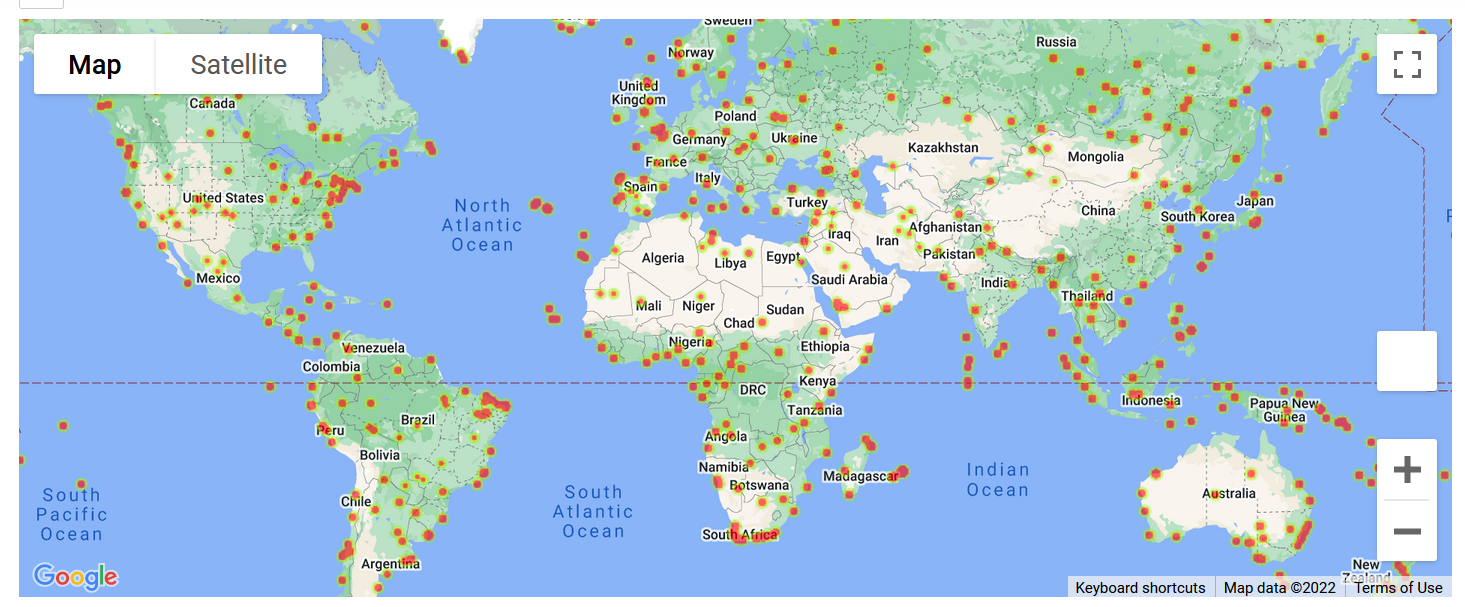 Sweden
Map
Satellite
Norway
Russia
Canada
United
Kingdom
Poland
Germany
Ukraine
Kazakhstan
Mongolia
France
Italy
Spain
United States
North
Atlantic
Ocean
Turkey
China
Japan
South Korea
Afghanistan
Iraq
Iran
Pakistan
Algeria
Libya
Egypt
Saudi Arabia
Mexico
India
Thailand
Mali
Niger
Sudan
Chad
Venezuela
Nigeria
Ethiopia
Colombia
Kenya
DRC
Indonesia
Papua New
Guinea
Tanzania
Brazil
Peru
Angola
Bolivia
Namibia
Botswana
Madagascar
Indian
Ocean
South
Pacific
Ocean
Chile
South
Atlantic
Ocean
Australia
South Africa
Argentina
New
Zealand
Google
Keyboard shortcuts
Map data ©2022
Terms of Use